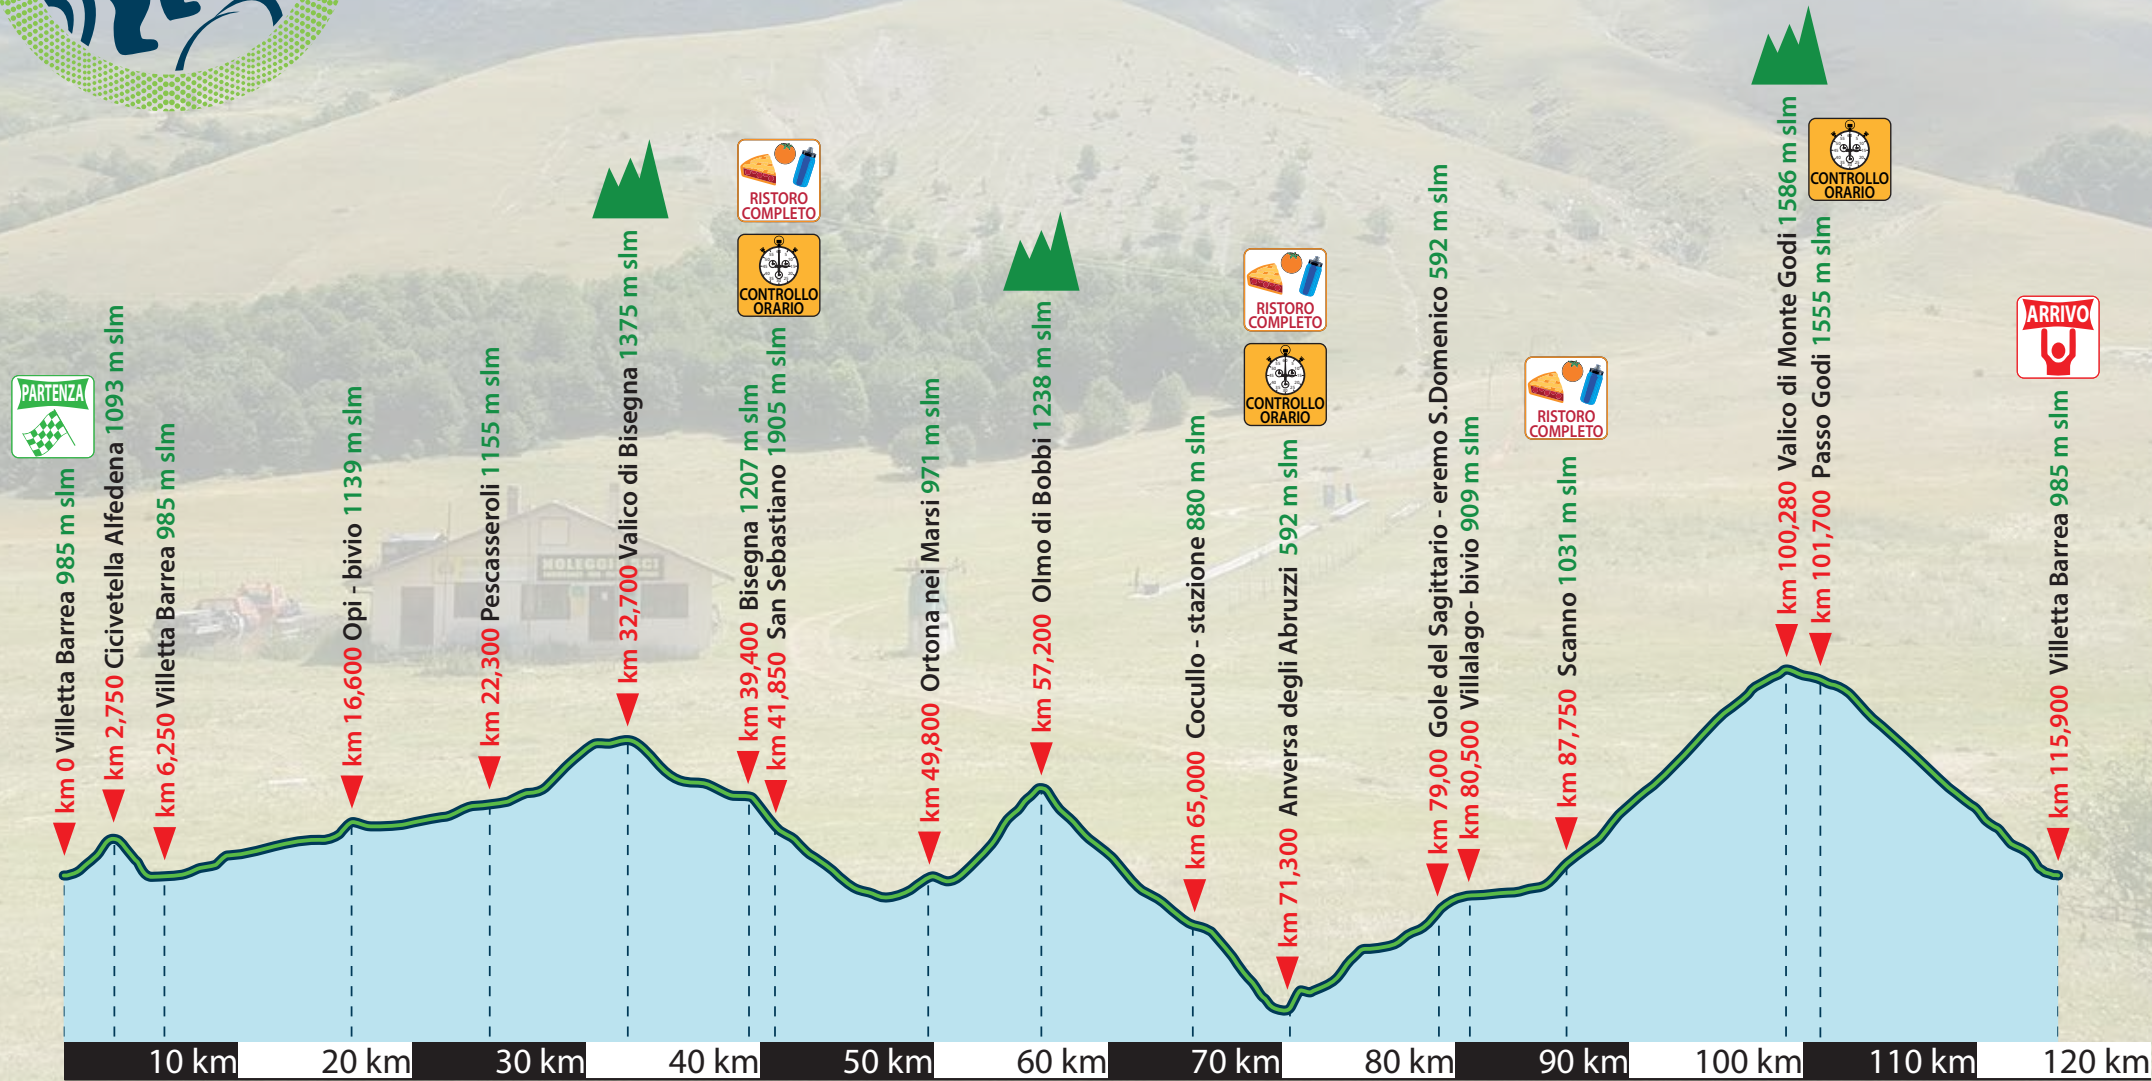 PARTENZA
km 0 Villetta Barrea 985 m slm
km 2,750 Cicivetella Alfedena 1093 m slm
km 6,250 Villetta Barrea 985 m slm
km 16,600 Opi - bivio 1139 m slm
km 22,300 Pescasseroli 1155 m slm
km 32,700 Valico di Bisegna 1375 m slm
RISTORO
COMPLETO
CONTROLLO
ORARIO
km 39,400 Bisegna 1207 m slm
km 41,850 San Sebastiano 1905 m slm
km 49,800 Ortona nei Marsi 971 m slm
km 57,200 Olmo di Bobbi 1238 m slm
km 65,000 Cocullo - stazione 880 m slm
RISTORO
COMPLETO
CONTROLLO
ORARIO
km 71,300 Anversa degli Abruzzi 592 m slm
km 79,00 Gole del Sagittario - eremo S.Domenico 592 m slm
km 80,500 Villalago- bivio 909 m slm
RISTORO
COMPLETO
km 87,750 Scanno 1031 m slm
km 100,280 Valico di Monte Godi 1586 m slm
CONTROLLO
ORARIO
km 101,700 Passo Godi 1555 m slm
ARRIVO
km 115,900 Villetta Barrea 985 m slm
NOLEGGI
10 km
20 km
30 km
40 km
50 km
60 km
70 km
80 km
90 km
100 km
110 km
120 km